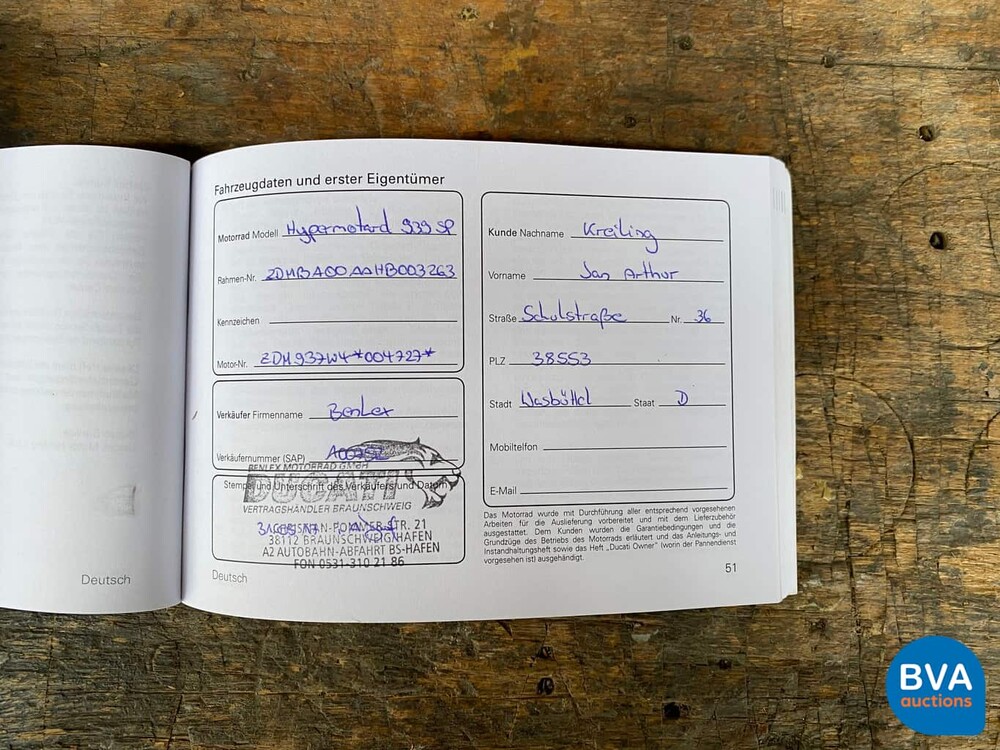 Fahrzeugdaten und erster Eigentümer
Motorrad Modell Hypermotard 939 SP
Rahmen-Nr. ZDMBA00AAHB003263
Kennzeichen
Motor-Nr. ZDM937W4*004727*
Verkäufer Firmenname Benlex
Verkäufernummer (SAP)
Stempel und Unterschrift des Verkäufers und Datum
BENLEX MOTORRAD GmbH
DUCATI
VERTRAGSHÄNDLER BRAUNSCHWEIG
STR. 21
38112 BRAUNSCHWEIG HAFEN
A2 AUTOBAHN-ABFAHRT BS-HAFEN
FON 0531-310 21 86
Deutsch
Kunde Nachname Kreiling
Vorname Jan Arthur
Straße Schulstraße Nr. 36
PLZ 38553
Stadt Wasbüttel Staat D
Mobiltelfon
E-Mail
Das Motorrad wurde mit Durchführung aller entsprechend vorgesehenen
Arbeiten für die Auslieferung vorbereitet und mit dem Lieferzubehör
ausgestattet. Dem Kunden wurden die Garantiebedingungen und die
Grundzüge des Betriebs des Motorrads erläutert und das Anleitungs- und
Instandhaltungsheft sowie das Heft „Ducati Owner" (worin der Pannendienst
vorgesehen ist) ausgehändigt.
51
Deutsch
BVA
auctions